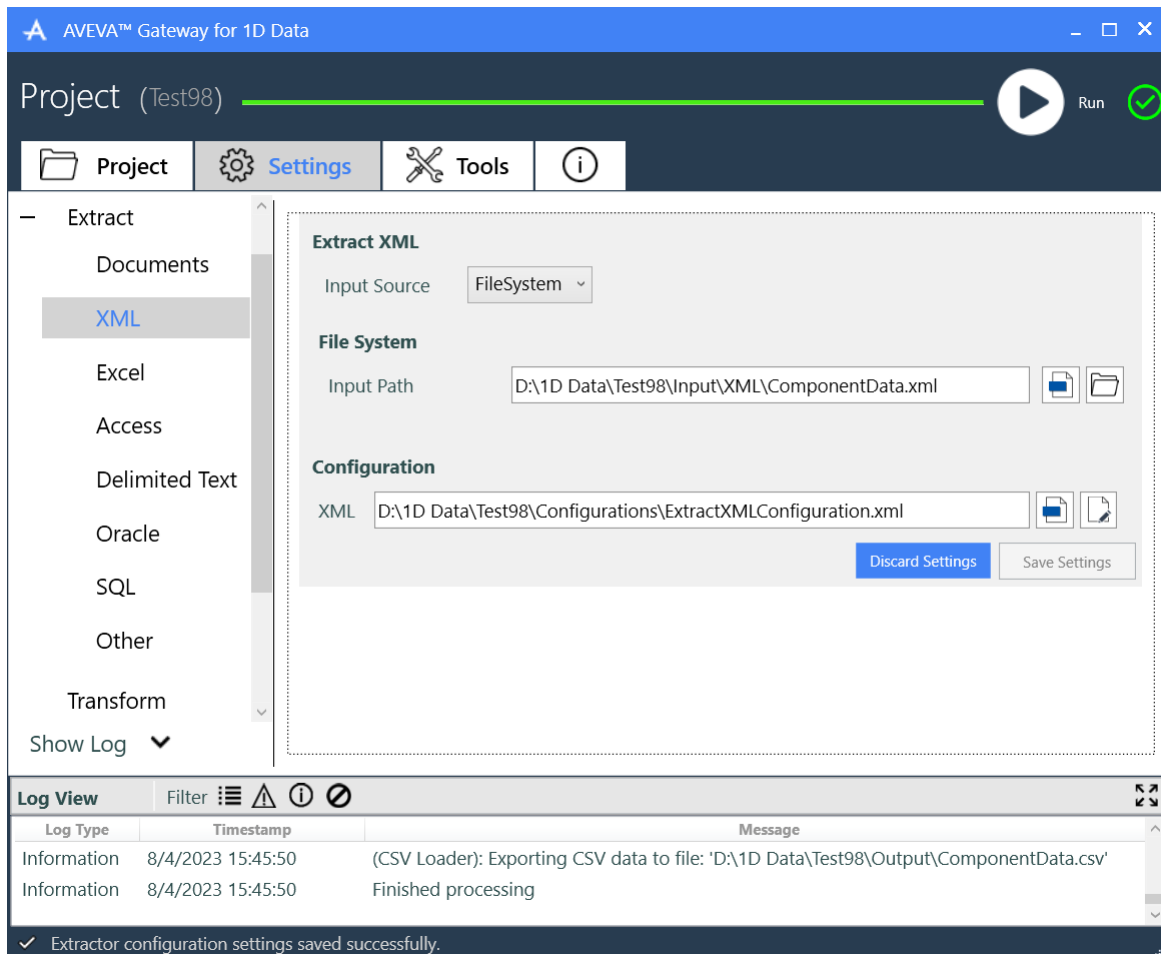 AVEVA™ Gateway for 1D Data
Project (Test98)
Run
Project
Settings
Tools
Extract
Documents
XML
Excel
Access
Delimited Text
Oracle
SQL
Other
Transform
Show Log
Extract XML
Input Source FileSystem
File System
Input Path D:\1D Data\Test98\Input\XML\ComponentData.xml
Configuration
XML D:\1D Data\Test98\Configurations\ExtractXMLConfiguration.xml
Discard Settings Save Settings
Log View Filter
Log Type Timestamp Message
Information 8/4/2023 15:45:50 (CSV Loader): Exporting CSV data to file: 'D:\1D Data\Test98\Output\ComponentData.csv'
Information 8/4/2023 15:45:50 Finished processing
Extractor configuration settings saved successfully.